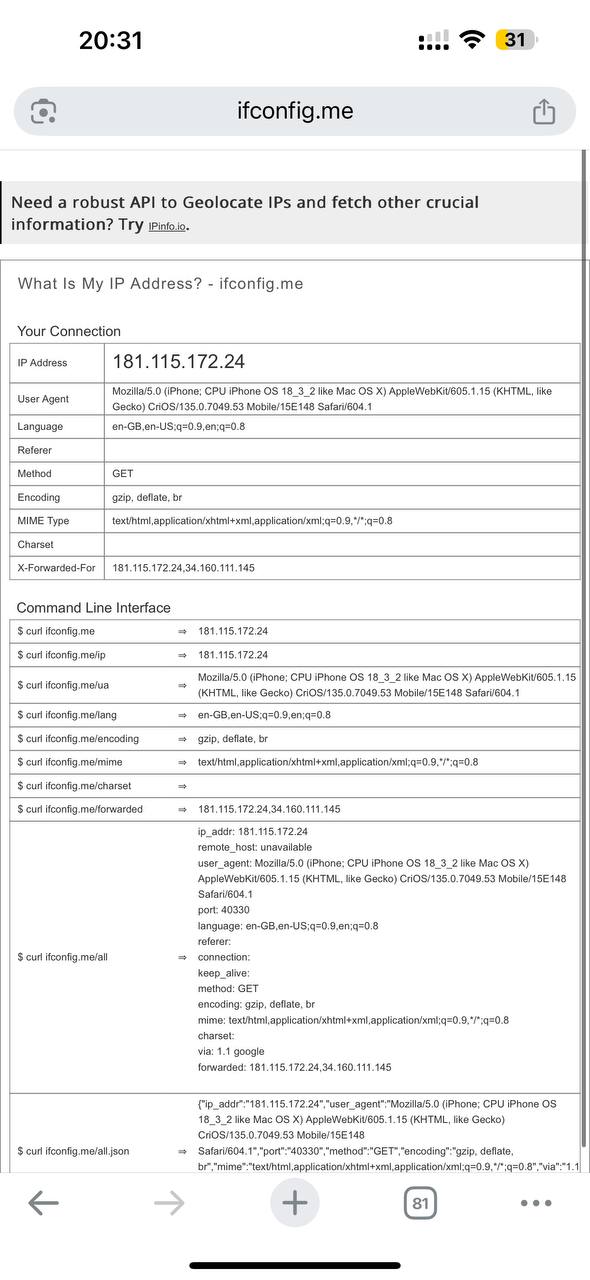 20:31
31
ifconfig.me
Need a robust API to Geolocate IPs and fetch other crucial
information? Try IPinfo.io.
What Is My IP Address? - ifconfig.me
Your Connection
IP Address 181.115.172.24
User Agent Mozilla/5.0 (iPhone; CPU iPhone OS 18_3_2 like Mac OS X) AppleWebKit/605.1.15 (KHTML, like
Gecko) CriOS/135.0.7049.53 Mobile/15E148 Safari/604.1
Language en-GB,en-US;q=0.9,en;q=0.8
Referer
Method GET
Encoding gzip, deflate, br
MIME Type text/html,application/xhtml+xml,application/xml;q=0.9,*/*;q=0.8
Charset
X-Forwarded-For 181.115.172.24,34.160.111.145
Command Line Interface
$ curl ifconfig.me ⇒ 181.115.172.24
$ curl ifconfig.me/ip ⇒ 181.115.172.24
$ curl ifconfig.me/ua ⇒ Mozilla/5.0 (iPhone; CPU iPhone OS 18_3_2 like Mac OS X) AppleWebKit/605.1.15
(KHTML, like Gecko) CriOS/135.0.7049.53 Mobile/15E148 Safari/604.1
$ curl ifconfig.me/lang ⇒ en-GB,en-US;q=0.9,en;q=0.8
$ curl ifconfig.me/encoding ⇒ gzip, deflate, br
$ curl ifconfig.me/mime ⇒ text/html,application/xhtml+xml,application/xml;q=0.9,*/*;q=0.8
$ curl ifconfig.me/charset ⇒
$ curl ifconfig.me/forwarded ⇒ 181.115.172.24,34.160.111.145
$ curl ifconfig.me/all ⇒
ip_addr: 181.115.172.24
remote_host: unavailable
user_agent: Mozilla/5.0 (iPhone; CPU iPhone OS 18_3_2 like Mac OS X)
AppleWebKit/605.1.15 (KHTML, like Gecko) CriOS/135.0.7049.53 Mobile/15E148
Safari/604.1
port: 40330
language: en-GB,en-US;q=0.9,en;q=0.8
referer:
connection:
keep_alive:
method: GET
encoding: gzip, deflate, br
mime: text/html,application/xhtml+xml,application/xml;q=0.9,*/*;q=0.8
charset:
via: 1.1 google
forwarded: 181.115.172.24,34.160.111.145
$ curl ifconfig.me/all.json ⇒
{"ip_addr":"181.115.172.24","user_agent":"Mozilla/5.0 (iPhone; CPU iPhone OS
18_3_2 like Mac OS X) AppleWebKit/605.1.15 (KHTML, like Gecko)
CriOS/135.0.7049.53 Mobile/15E148
Safari/604.1","port":"40330","method":"GET","encoding":"gzip, deflate,
br","mime":"text/html,application/xhtml+xml,application/xml;q=0.9,*/*;q=0.8","via":"1.1
81